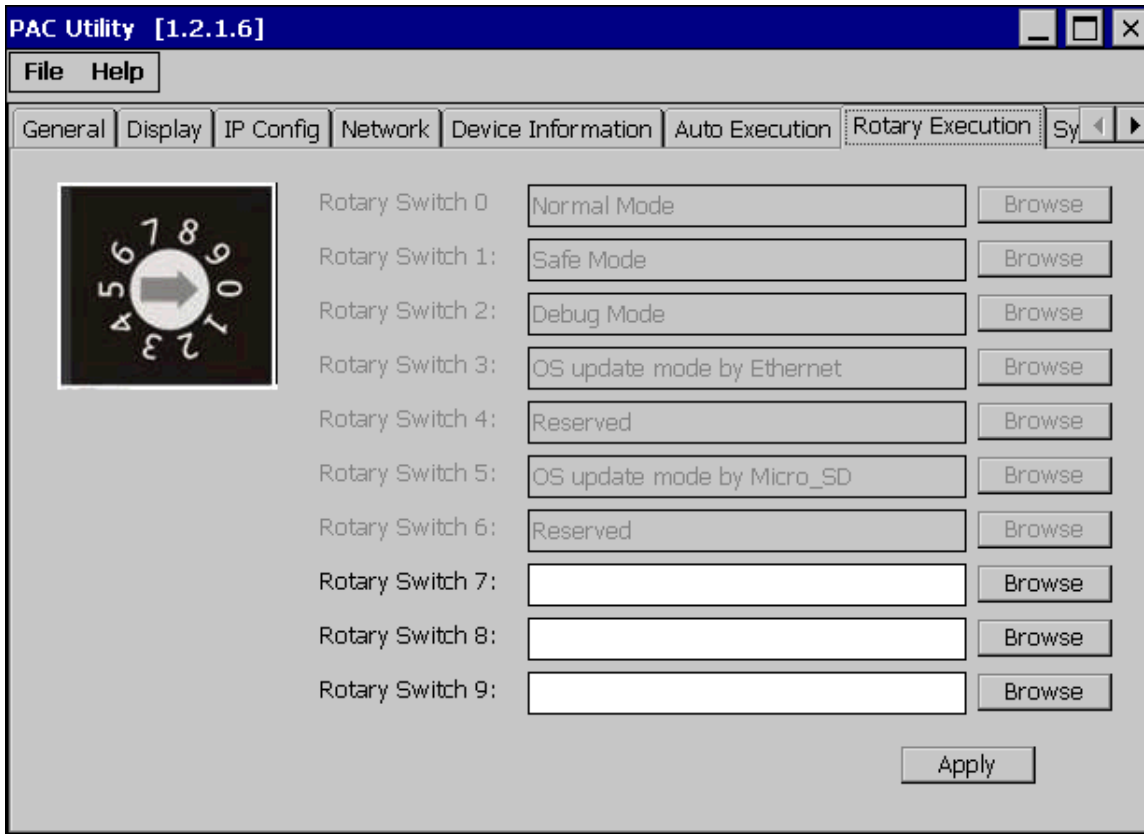 PAC Utility [1.2.1.6]
File Help
General Display IP Config Network Device Information Auto Execution Rotary Execution Sy
7 8 9 0 1 2 3 4 5 6
Rotary Switch 0 Normal Mode Browse
Rotary Switch 1: Safe Mode Browse
Rotary Switch 2: Debug Mode Browse
Rotary Switch 3: OS update mode by Ethernet Browse
Rotary Switch 4: Reserved Browse
Rotary Switch 5: OS update mode by Micro_SD Browse
Rotary Switch 6: Reserved Browse
Rotary Switch 7: Browse
Rotary Switch 8: Browse
Rotary Switch 9: Browse
Apply